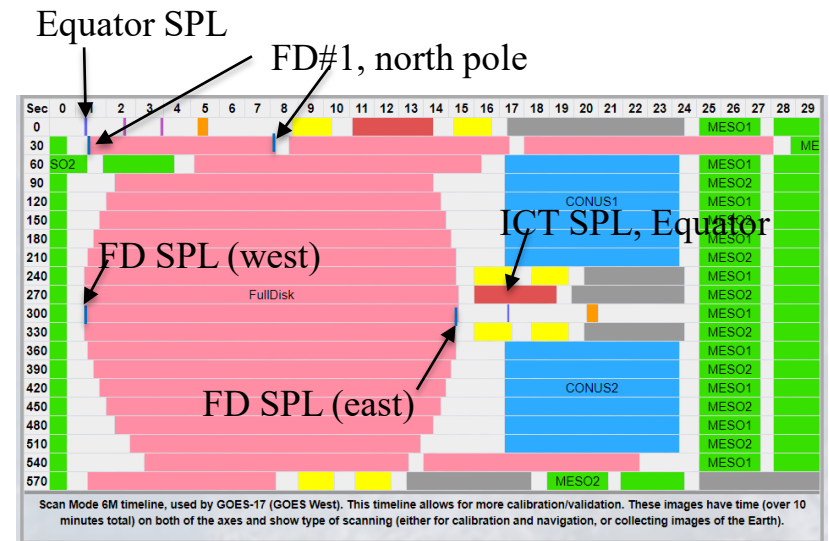 Equator SPL
FD#1, north pole
Sec 0 1 2 3 4 5 6 7 8 9 10 11 12 13 14 15 16 17 18 19 20 21 22 23 24 25 26 27 28 29
0 MESO1
30 ME
60 SO2 MESO1
90 MESO2
120 CONUS1 MESO1
150 MESO2
ICT SPL, Equator
180 MESO1
210 MESO2
FD SPL (west)
240 MESO1
270 FullDisk MESO2
300 MESO1
330 MESO2
360 MESO1
390 MESO2
420 CONUS2 MESO1
FD SPL (east)
450 MESO2
480 MESO1
510 MESO2
540 MESO1
570 MESO2
Scan Mode 6M timeline, used by GOES-17 (GOES West). This timeline allows for more calibration/validation. These images have time (over 10
minutes total) on both of the axes and show type of scanning (either for calibration and navigation, or collecting images of the Earth).